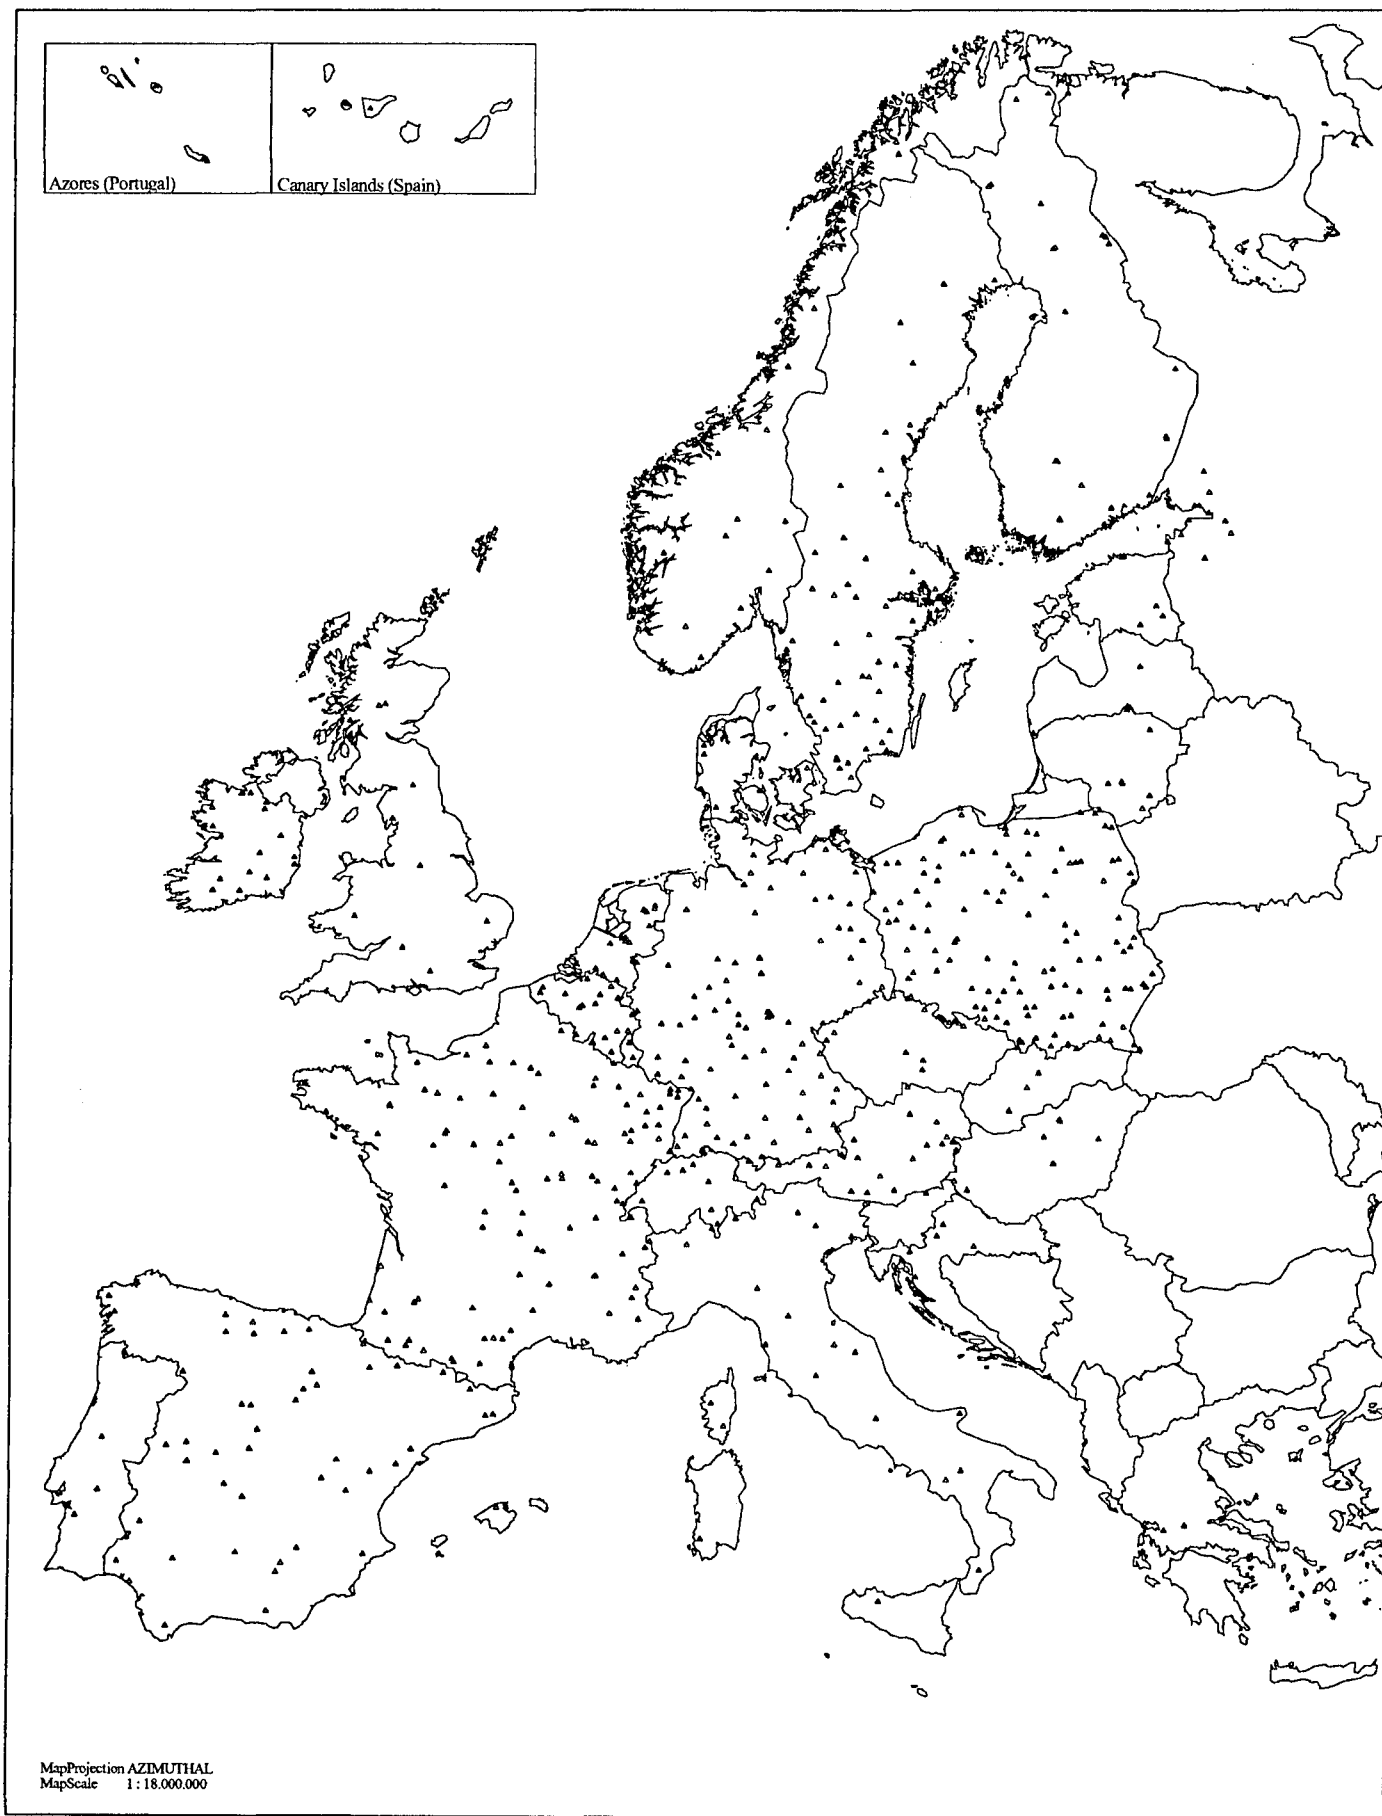 Azores (Portugal)
Canary Islands (Spain)
MapProjection AZIMUTHAL
MapScale 1 : 18.000.000